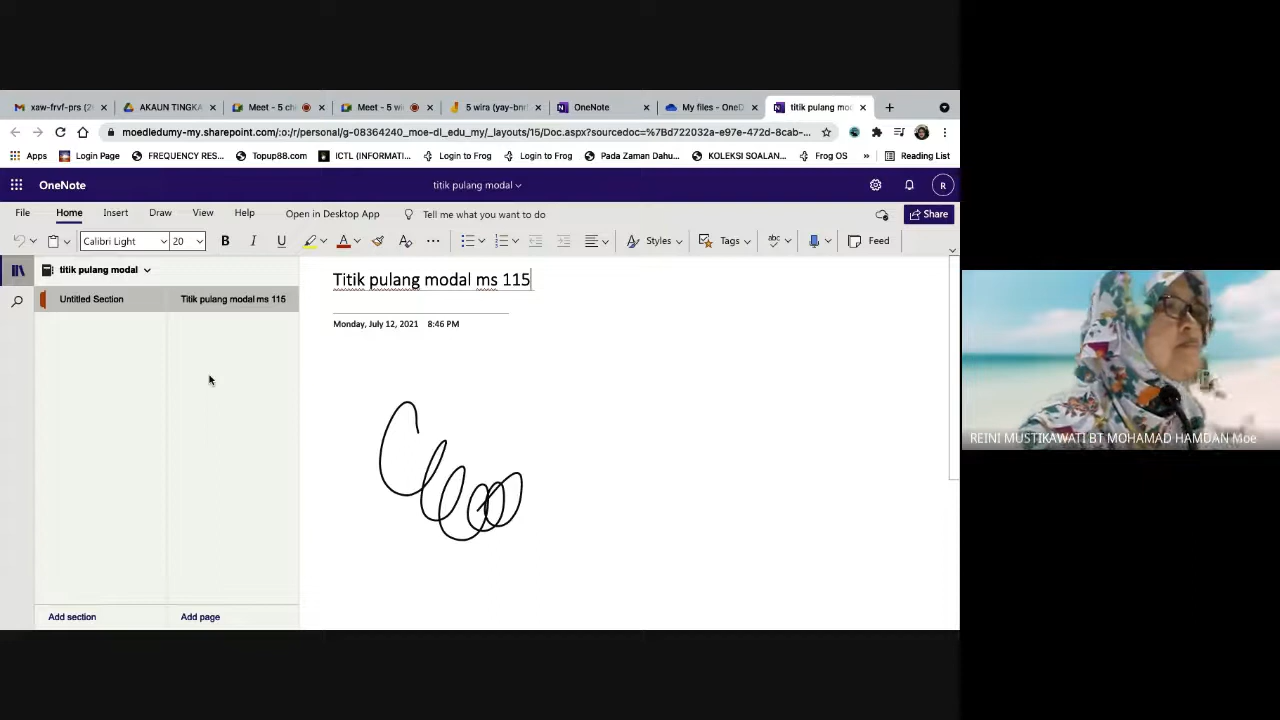 xaw-frvf-prs (2
AKAUN TINGKA
Meet - 5 ch
Meet - 5 wi
5 wira (yay-bnr
OneNote
My files - OneD
titik pulang mo
moedledumy-my.sharepoint.com/:o:/r/personal/g-08364240_moe-dl_edu_my/_layouts/15/Doc.aspx?sourcedoc=%7Bd722032a-e97e-472d-8cab-...
Apps
Login Page
FREQUENCY RES...
Topup88.com
ICTL (INFORMATI...
Login to Frog
Login to Frog
Pada Zaman Dahu...
KOLEKSI SOALAN...
Frog OS
»
Reading List
OneNote
titik pulang modal
R
File
Home
Insert
Draw
View
Help
Open in Desktop App
Tell me what you want to do
Share
Calibri Light
20
B
I
U
A
Styles
Tags
Feed
titik pulang modal
Untitled Section
Titik pulang modal ms 115
Titik pulang modal ms 115
Monday, July 12, 2021 8:46 PM
Add section
Add page
REINI MUSTIKAWATI BT MOHAMAD HAMDAN Moe